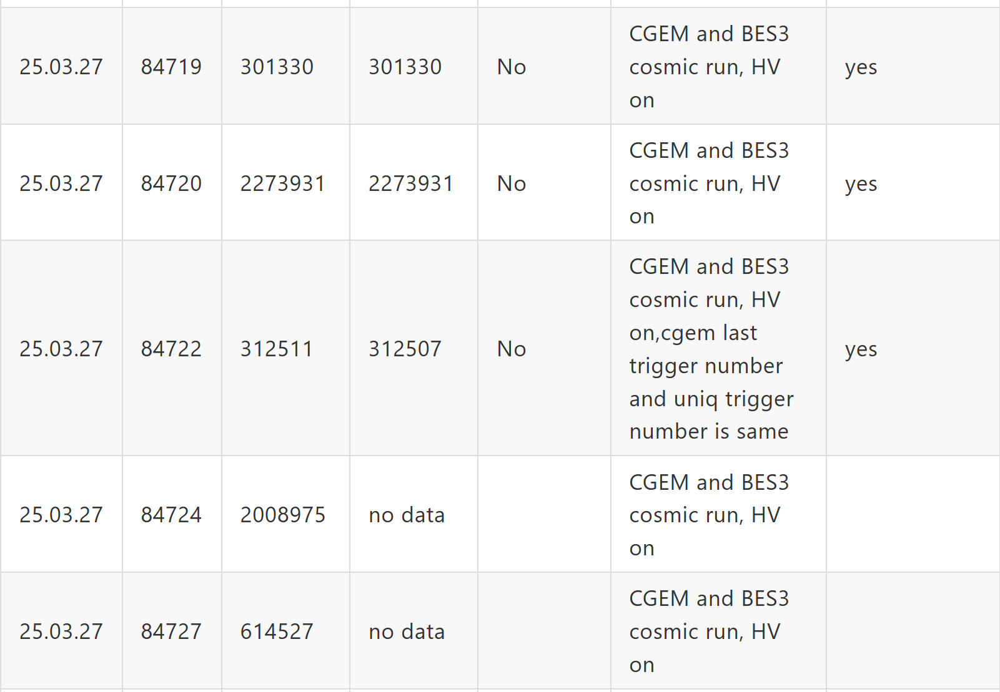 25.03.27 84719 301330 301330 No CGEM and BES3 yes
cosmic run, HV
on
25.03.27 84720 2273931 2273931 No CGEM and BES3 yes
cosmic run, HV
on
25.03.27 84722 312511 312507 No CGEM and BES3 yes
cosmic run, HV
on,cgem last
trigger number
and uniq trigger
number is same
25.03.27 84724 2008975 no data CGEM and BES3
cosmic run, HV
on
25.03.27 84727 614527 no data CGEM and BES3
cosmic run, HV
on